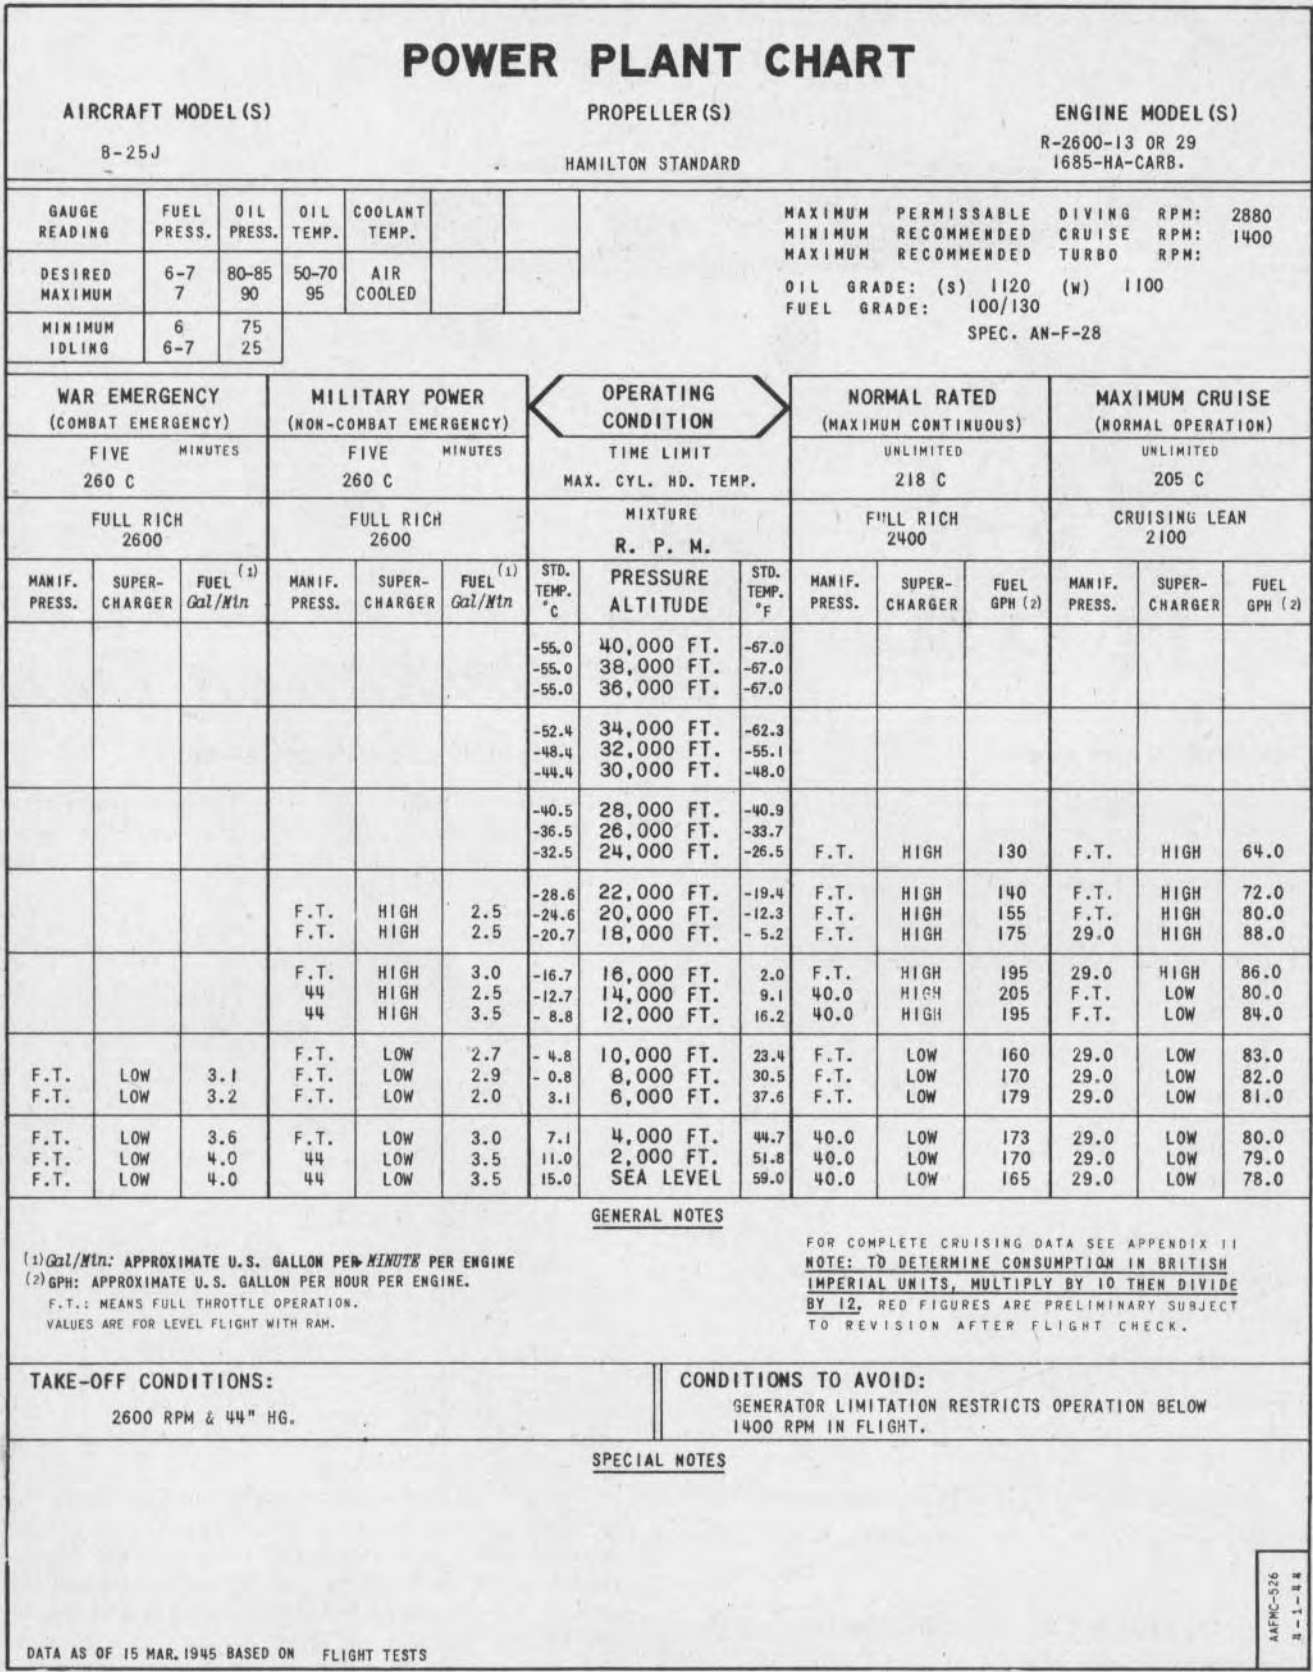 POWER PLANT CHART
AIRCRAFT MODEL(S) PROPELLER(S) ENGINE MODEL(S)
B-25J HAMILTON STANDARD R-2600-13 OR 29
1685-HA-CARB.
GAUGE READING FUEL PRESS. OIL PRESS. OIL TEMP. COOLANT TEMP.
DESIRED 6-7 80-85 50-70 AIR
MAXIMUM 7 90 95 COOLED
MINIMUM 6 75
IDLING 6-7 25
MAXIMUM PERMISSABLE DIVING RPM: 2880
MINIMUM RECOMMENDED CRUISE RPM: 1400
MAXIMUM RECOMMENDED TURBO RPM:
OIL GRADE: (S) 1120 (W) 1100
FUEL GRADE: 100/130
SPEC. AN-F-28
WAR EMERGENCY MILITARY POWER OPERATING NORMAL RATED MAXIMUM CRUISE
(COMBAT EMERGENCY) (NON-COMBAT EMERGENCY) CONDITION (MAXIMUM CONTINUOUS) (NORMAL OPERATION)
FIVE MINUTES FIVE MINUTES TIME LIMIT UNLIMITED UNLIMITED
260 C 260 C MAX. CYL. HD. TEMP. 218 C 205 C
FULL RICH FULL RICH MIXTURE FULL RICH CRUISING LEAN
2600 2600 R. P. M. 2400 2100
MANIF. SUPER- FUEL (1) MANIF. SUPER- FUEL (1) STD. PRESSURE STD. MANIF. SUPER- FUEL MANIF. SUPER- FUEL
PRESS. CHARGER Gal/Min PRESS. CHARGER Gal/Min TEMP. °C ALTITUDE TEMP. °F PRESS. CHARGER GPH (2) PRESS. CHARGER GPH (2)
-55.0 40,000 FT. -67.0
-55.0 38,000 FT. -67.0
-55.0 36,000 FT. -67.0
-52.4 34,000 FT. -62.3
-48.4 32,000 FT. -55.1
-44.4 30,000 FT. -48.0
-40.5 28,000 FT. -40.9
-36.5 26,000 FT. -33.7
-32.5 24,000 FT. -26.5 F.T. HIGH 130 F.T. HIGH 64.0
-28.6 22,000 FT. -19.4 F.T. HIGH 140 F.T. HIGH 72.0
F.T. HIGH 2.5 -24.6 20,000 FT. -12.3 F.T. HIGH 155 F.T. HIGH 80.0
F.T. HIGH 2.5 -20.7 18,000 FT. - 5.2 F.T. HIGH 175 29.0 HIGH 88.0
F.T. HIGH 3.0 -16.7 16,000 FT. 2.0 F.T. HIGH 195 29.0 HIGH 86.0
44 HIGH 2.5 -12.7 14,000 FT. 9.1 40.0 HIGH 205 F.T. LOW 80.0
44 HIGH 3.5 - 8.8 12,000 FT. 16.2 40.0 HIGH 195 F.T. LOW 84.0
F.T. LOW 2.7 - 4.8 10,000 FT. 23.4 F.T. LOW 160 29.0 LOW 83.0
F.T. LOW 3.1 F.T. LOW 2.9 - 0.8 8,000 FT. 30.5 F.T. LOW 170 29.0 LOW 82.0
F.T. LOW 3.2 F.T. LOW 2.0 3.1 6,000 FT. 37.6 F.T. LOW 179 29.0 LOW 81.0
F.T. LOW 3.6 F.T. LOW 3.0 7.1 4,000 FT. 44.7 40.0 LOW 173 29.0 LOW 80.0
F.T. LOW 4.0 44 LOW 3.5 11.0 2,000 FT. 51.8 40.0 LOW 170 29.0 LOW 79.0
F.T. LOW 4.0 44 LOW 3.5 15.0 SEA LEVEL 59.0 40.0 LOW 165 29.0 LOW 78.0
GENERAL NOTES
(1)Gal/Min: APPROXIMATE U.S. GALLON PER MINUTE PER ENGINE
(2)GPH: APPROXIMATE U.S. GALLON PER HOUR PER ENGINE.
F.T.: MEANS FULL THROTTLE OPERATION.
VALUES ARE FOR LEVEL FLIGHT WITH RAM.
FOR COMPLETE CRUISING DATA SEE APPENDIX II
NOTE: TO DETERMINE CONSUMPTION IN BRITISH
IMPERIAL UNITS, MULTIPLY BY 10 THEN DIVIDE
BY 12. RED FIGURES ARE PRELIMINARY SUBJECT
TO REVISION AFTER FLIGHT CHECK.
TAKE-OFF CONDITIONS:
2600 RPM & 44" HG.
CONDITIONS TO AVOID:
GENERATOR LIMITATION RESTRICTS OPERATION BELOW
1400 RPM IN FLIGHT.
SPECIAL NOTES
AAFMC-526
DATA AS OF 15 MAR. 1945 BASED ON FLIGHT TESTS